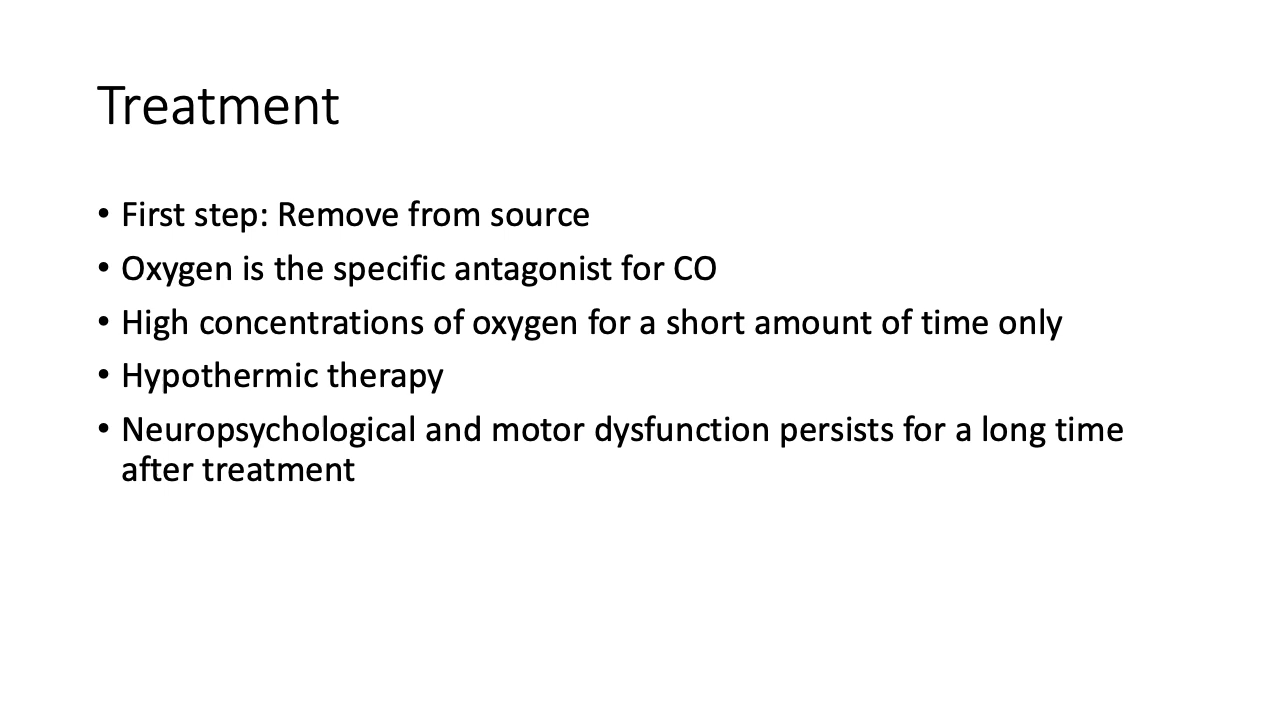 Treatment
• First step: Remove from source
• Oxygen is the specific antagonist for CO
• High concentrations of oxygen for a short amount of time only
• Hypothermic therapy
• Neuropsychological and motor dysfunction persists for a long time
after treatment